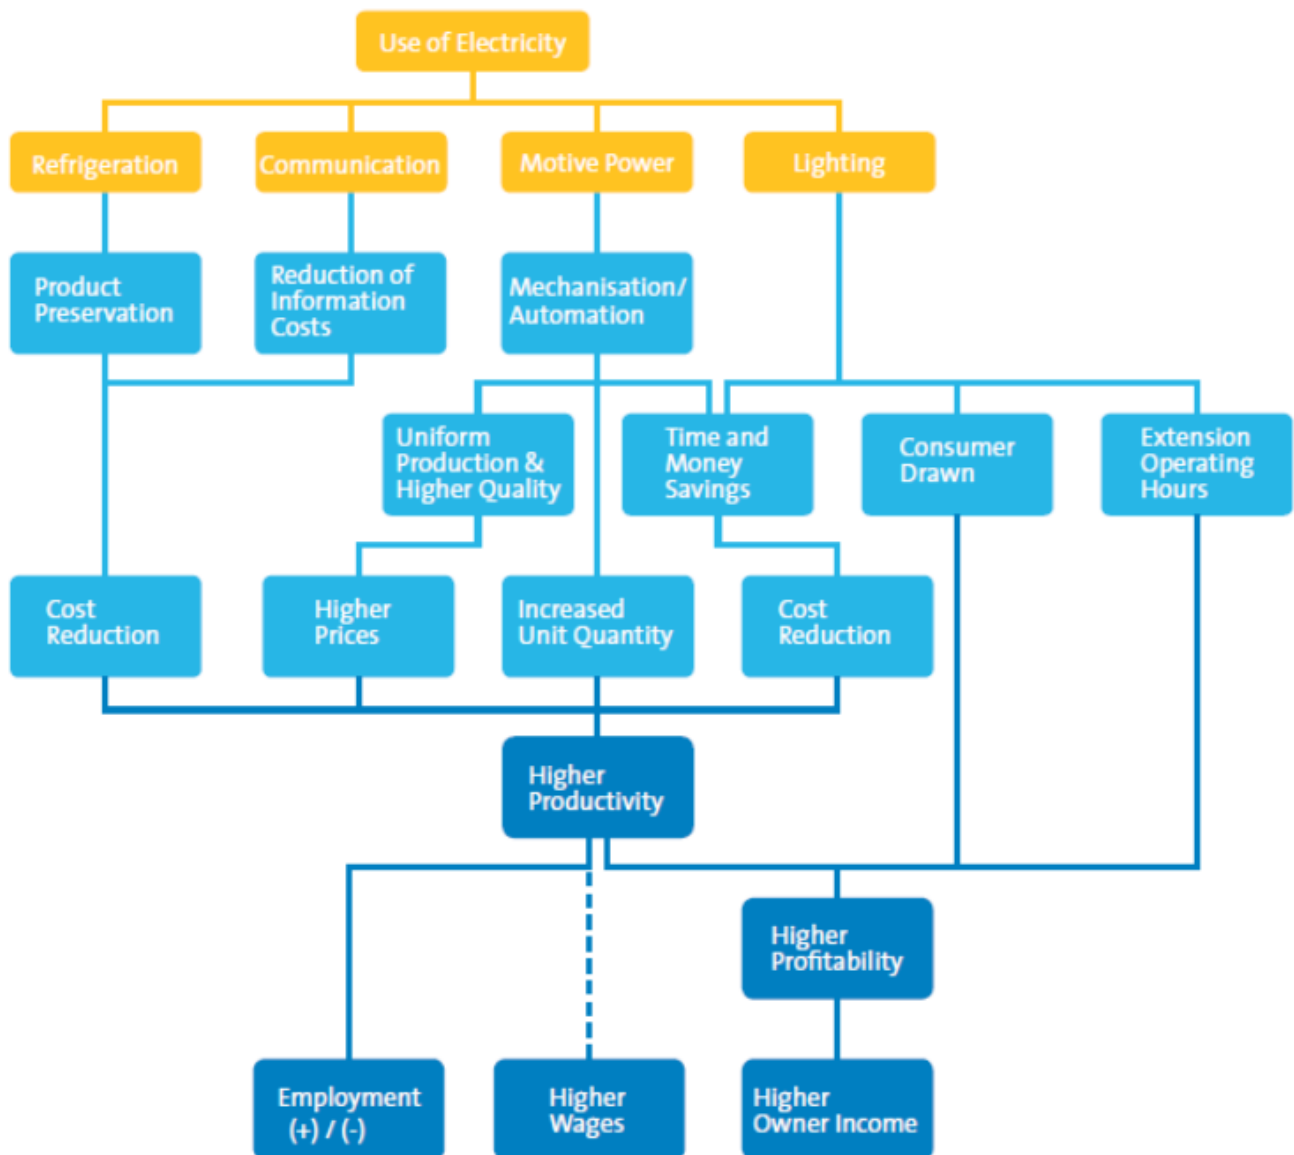 Use of Electricity
Refrigeration
Communication
Motive Power
Lighting
Product
Preservation
Reduction of
Information
Costs
Mechanisation/
Automation
Uniform
Production &
Higher Quality
Time and
Money
Savings
Consumer
Drawn
Extension
Operating
Hours
Cost
Reduction
Higher
Prices
Increased
Unit Quantity
Cost
Reduction
Higher
Productivity
Higher
Profitability
Employment
(+) / (-)
Higher
Wages
Higher
Owner Income